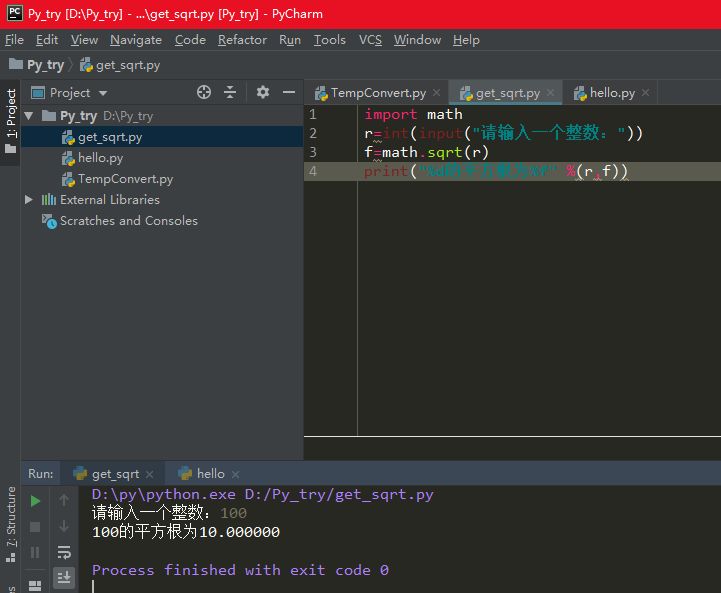 Py_try [D:\Py_try] - ...\get_sqrt.py [Py_try] - PyCharm
File Edit View Navigate Code Refactor Run Tools VCS Window Help
Py_try get_sqrt.py
1: Project
Project
TempConvert.py get_sqrt.py hello.py
Py_try D:\Py_try
get_sqrt.py
hello.py
TempConvert.py
External Libraries
Scratches and Consoles
1 import math
2 r=int(input("请输入一个整数："))
3 f=math.sqrt(r)
4 print("%d的平方根为%f" %(r,f))
Run: get_sqrt hello
7: Structure
D:\py\python.exe D:/Py_try/get_sqrt.py
请输入一个整数：100
100的平方根为10.000000
Process finished with exit code 0